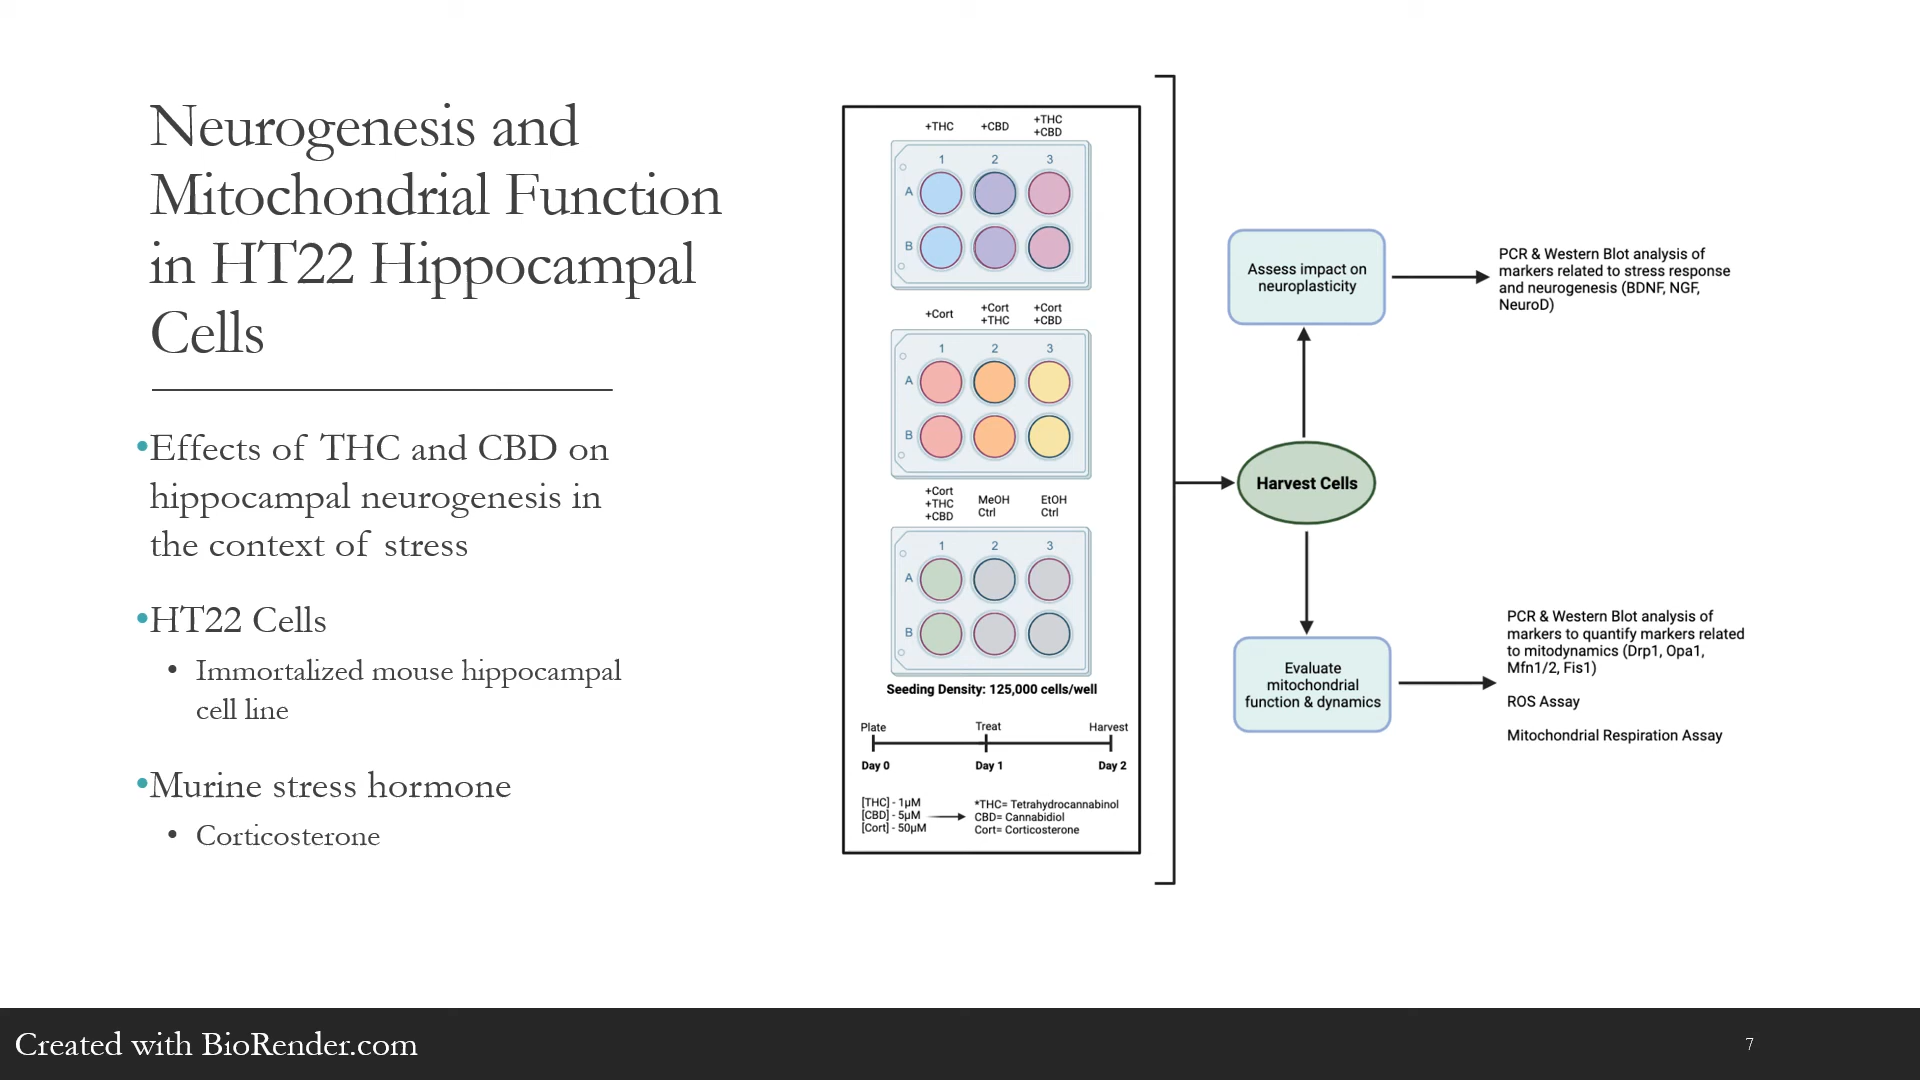 Neurogenesis and
Mitochondrial Function
in HT22 Hippocampal
Cells
•Effects of THC and CBD on
hippocampal neurogenesis in
the context of stress
•HT22 Cells
• Immortalized mouse hippocampal
cell line
•Murine stress hormone
• Corticosterone
+THC +CBD +THC
+CBD
1 2 3
A
B
+Cort +Cort +Cort
+THC +CBD
1 2 3
A
B
+Cort
+THC
+CBD
MeOH
Ctrl
EtOH
Ctrl
1 2 3
A
B
Seeding Density: 125,000 cells/well
Plate Treat Harvest
Day 0 Day 1 Day 2
[THC] - 1µM
[CBD] - 5µM
[Cort] - 50µM
*THC= Tetrahydrocannabinol
CBD= Cannabidiol
Cort= Corticosterone
Assess impact on
neuroplasticity
PCR & Western Blot analysis of
markers related to stress response
and neurogenesis (BDNF, NGF,
NeuroD)
Harvest Cells
Evaluate
mitochondrial
function & dynamics
PCR & Western Blot analysis of
markers to quantify markers related
to mitodynamics (Drp1, Opa1,
Mfn1/2, Fis1)
ROS Assay
Mitochondrial Respiration Assay
Created with BioRender.com
7